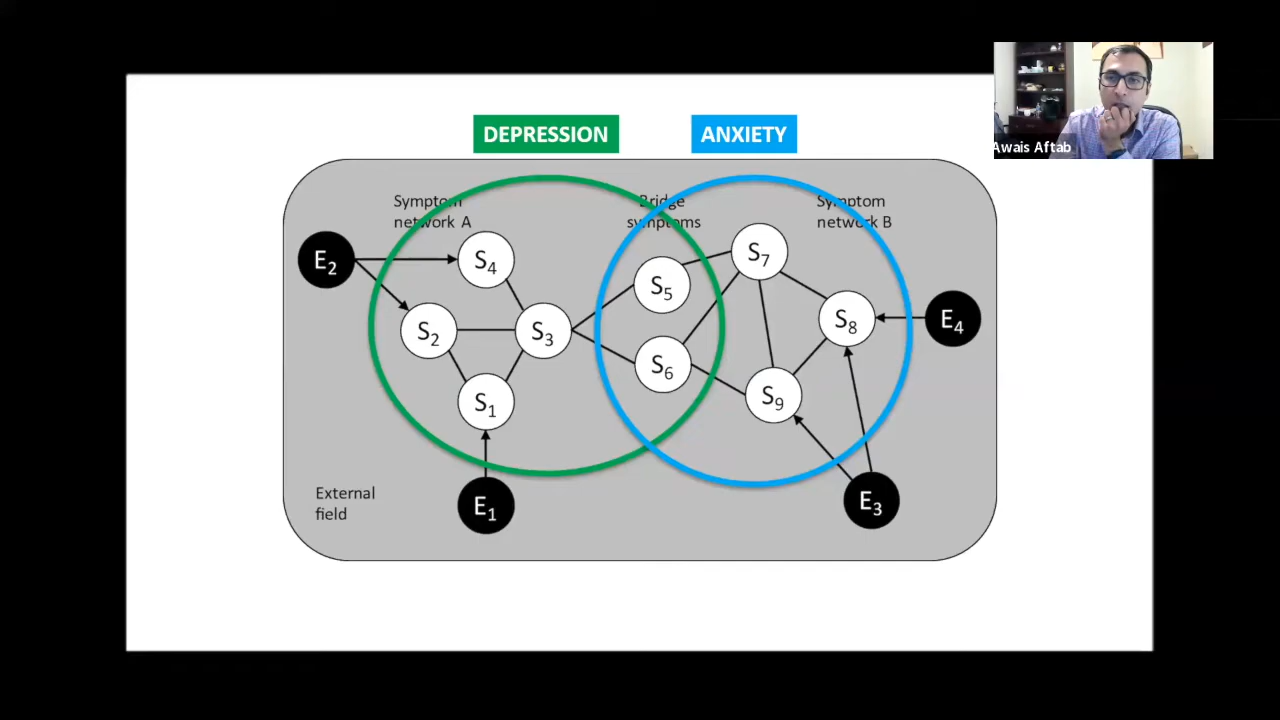 Awais Aftab
DEPRESSION
ANXIETY
Symptom
network A
Bridge
symptoms
Symptom
network B
E2
S4
S7
S5
S2
S3
S8
E4
S6
S1
S9
External
field
E1
E3